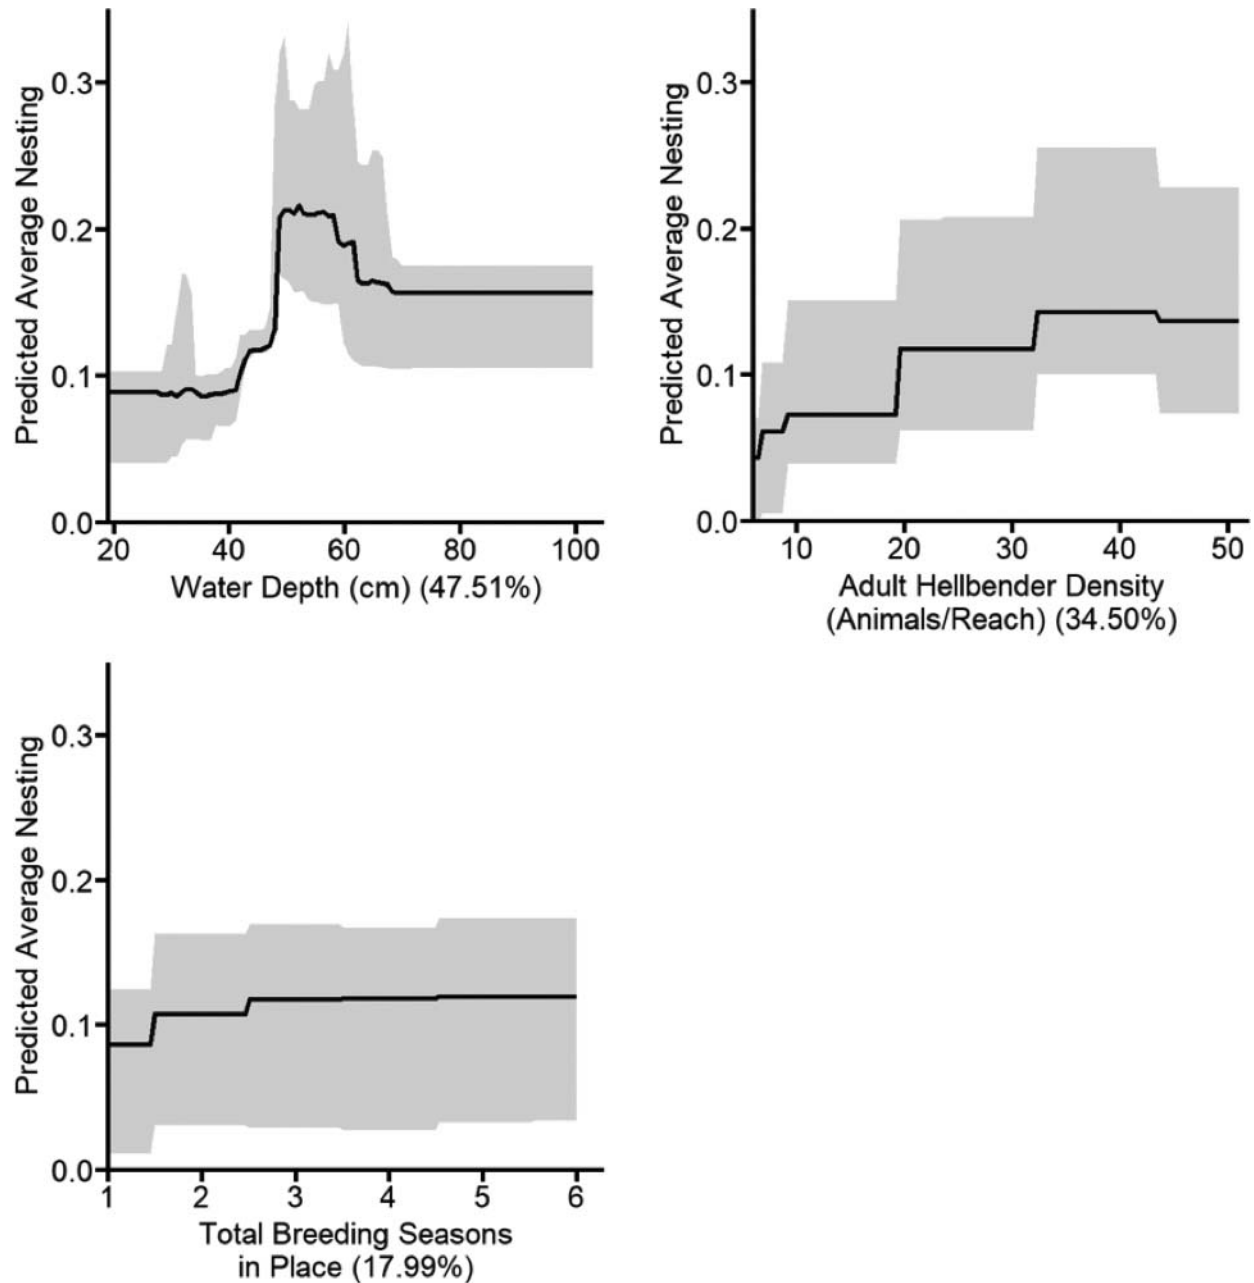 Predicted Average Nesting
0.3
0.2
0.1
0.0
20 40 60 80 100
Water Depth (cm) (47.51%)
Predicted Average Nesting
0.3
0.2
0.1
0.0
10 20 30 40 50
Adult Hellbender Density
(Animals/Reach) (34.50%)
Predicted Average Nesting
0.3
0.2
0.1
0.0
1 2 3 4 5 6
Total Breeding Seasons
in Place (17.99%)